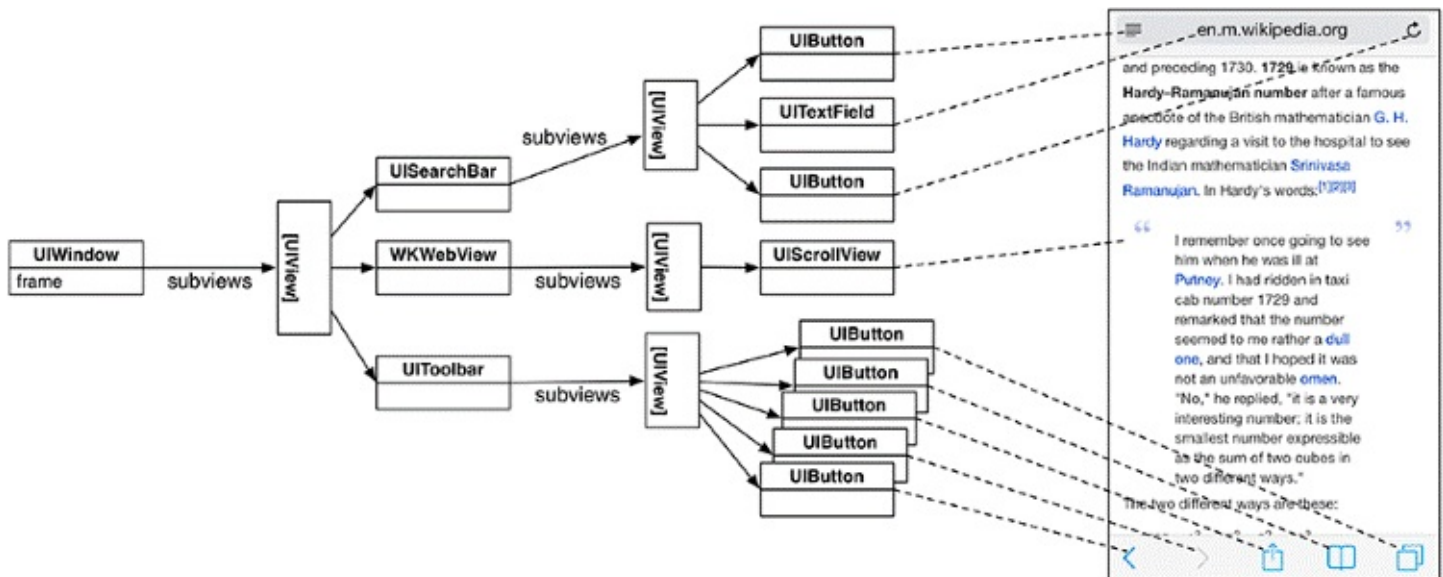 UIWindow
frame
subviews
[UIView]
UISearchBar
WKWebView
UIToolbar
subviews
subviews
subviews
[UIView]
[UIView]
[UIView]
UIButton
UITextField
UIButton
UIScrollView
UIButton
UIButton
UIButton
UIButton
UIButton
en.m.wikipedia.org
and preceding 1730. 1729 is known as the
Hardy–Ramanujan number after a famous
anecdote of the British mathematician G. H.
Hardy regarding a visit to the hospital to see
the Indian mathematician Srinivasa
Ramanujan. In Hardy's words:[1][2][3]
“ ”
I remember once going to see
him when he was ill at
Putney. I had ridden in taxi
cab number 1729 and
remarked that the number
seemed to me rather a dull
one, and that I hoped it was
not an unfavorable omen.
"No," he replied, "it is a very
interesting number; it is the
smallest number expressible
as the sum of two cubes in
two different ways."
The two different ways are these: